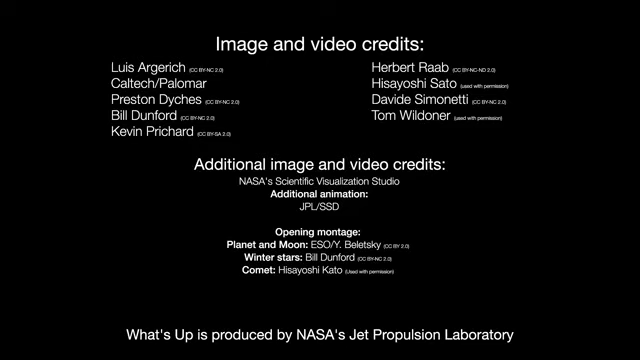 Image and video credits:
Luis Argerich (CC BY-NC 2.0)
Caltech/Palomar
Preston Dyches (CC BY-NC 2.0)
Bill Dunford (CC BY-NC 2.0)
Kevin Prichard (CC BY-SA 2.0)
Herbert Raab (CC BY-NC-ND 2.0)
Hisayoshi Sato (used with permission)
Davide Simonetti (CC BY-NC 2.0)
Tom Wildoner (used with permission)
Additional image and video credits:
NASA's Scientific Visualization Studio
Additional animation:
JPL/SSD
Opening montage:
Planet and Moon: ESO/Y. Beletsky (CC BY 2.0)
Winter stars: Bill Dunford (CC BY-NC 2.0)
Comet: Hisayoshi Kato (Used with permission)
What's Up is produced by NASA's Jet Propulsion Laboratory